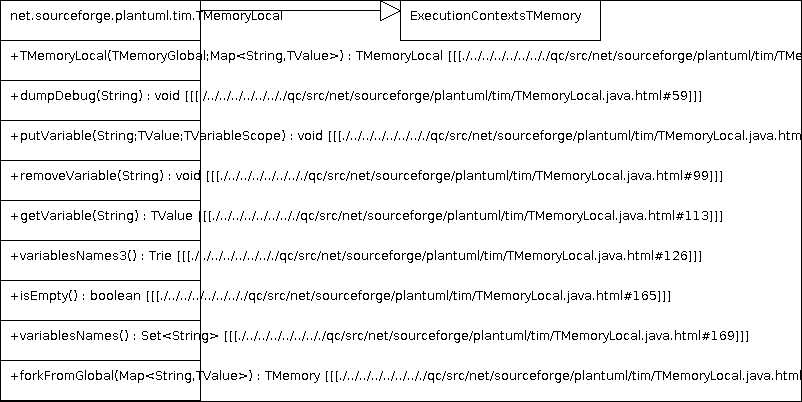 net.sourceforge.plantuml.tim.TMemoryLocal
ExecutionContextsTMemory
+TMemoryLocal(TMemoryGlobal;Map<String,TValue>) : TMemoryLocal [[[./../../../../../../../qc/src/net/sourceforge/plantuml/tim/TMe
+dumpDebug(String) : void [[[./../../../../../../../qc/src/net/sourceforge/plantuml/tim/TMemoryLocal.java.html#59]]]
+putVariable(String;TValue;TVariableScope) : void [[[./../../../../../../../qc/src/net/sourceforge/plantuml/tim/TMemoryLocal.java.htm
+removeVariable(String) : void [[[./../../../../../../../qc/src/net/sourceforge/plantuml/tim/TMemoryLocal.java.html#99]]]
+getVariable(String) : TValue [[[./../../../../../../../qc/src/net/sourceforge/plantuml/tim/TMemoryLocal.java.html#113]]]
+variablesNames3() : Trie [[[./../../../../../../../qc/src/net/sourceforge/plantuml/tim/TMemoryLocal.java.html#126]]]
+isEmpty() : boolean [[[./../../../../../../../qc/src/net/sourceforge/plantuml/tim/TMemoryLocal.java.html#165]]]
+variablesNames() : Set<String> [[[./../../../../../../../qc/src/net/sourceforge/plantuml/tim/TMemoryLocal.java.html#169]]]
+forkFromGlobal(Map<String,TValue>) : TMemory [[[./../../../../../../../qc/src/net/sourceforge/plantuml/tim/TMemoryLocal.java.html